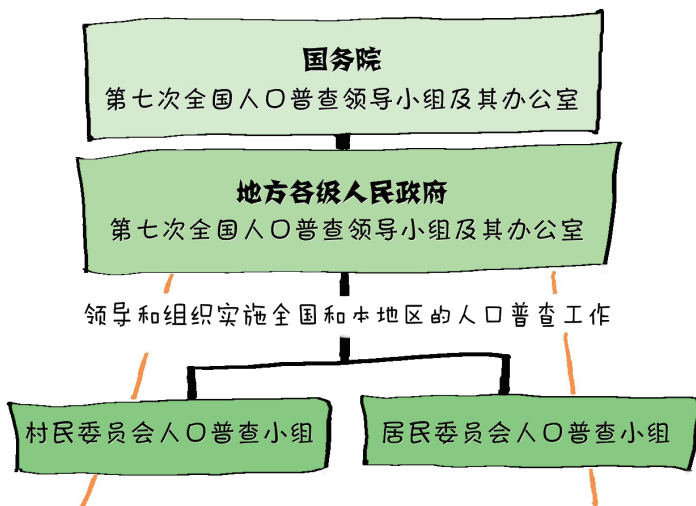 国务院
第七次全国人口普查领导小组及其办公室
地方各级人民政府
第七次全国人口普查领导小组及其办公室
领导和组织实施全国和本地区的人口普查工作
村民委员会人口普查小组
居民委员会人口普查小组